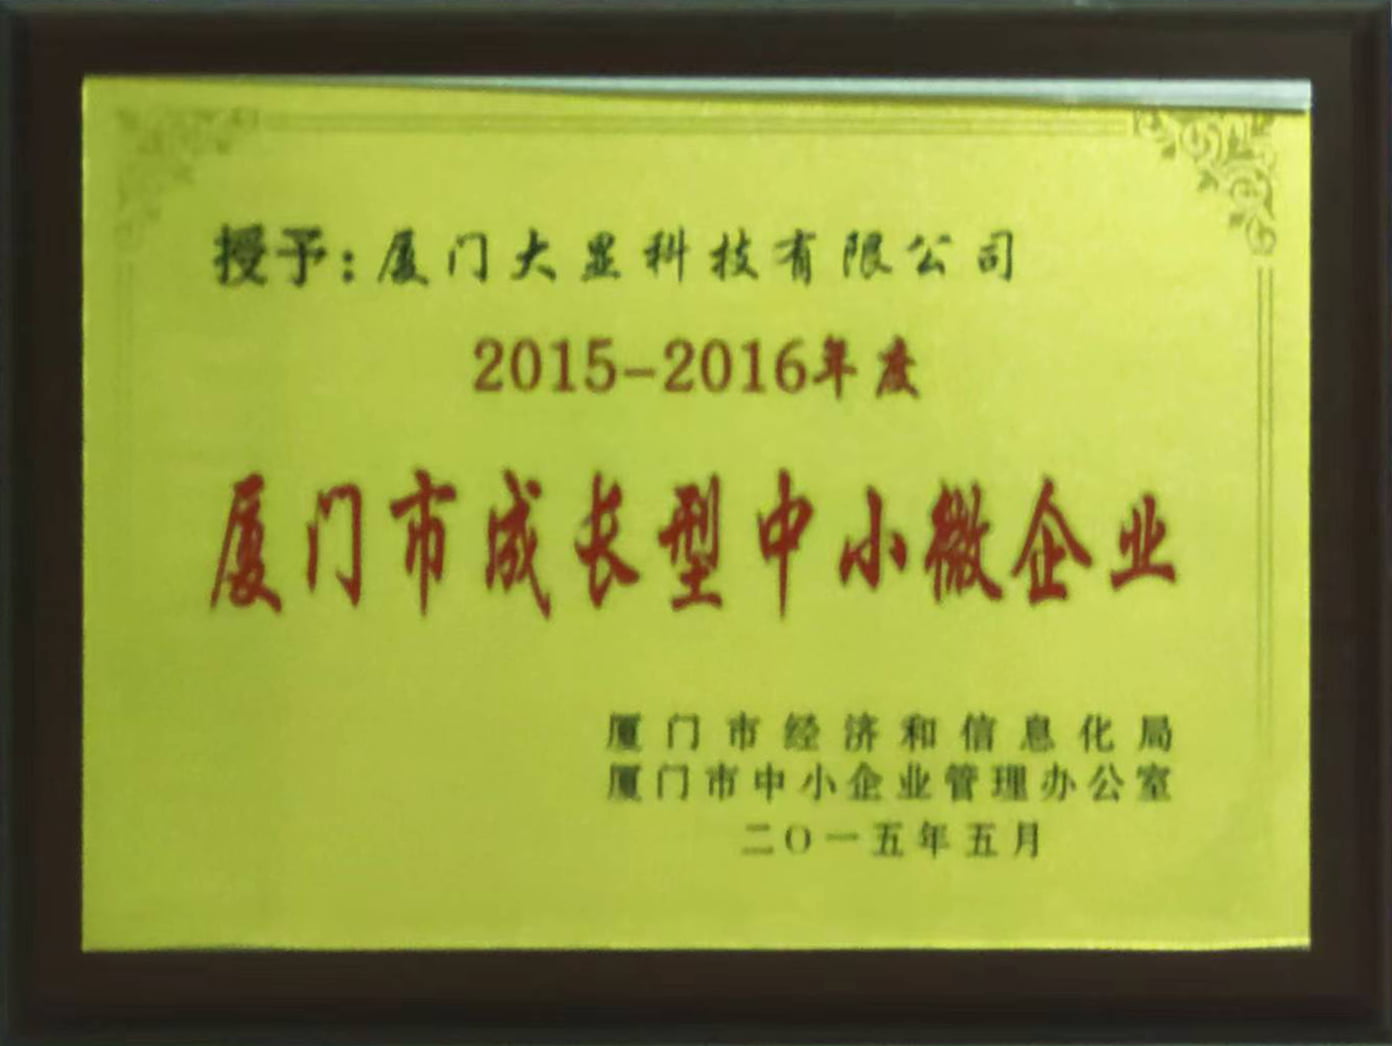 授予:厦门大显科技有限公司
2015-2016年度
厦门市成长型中小微企业
厦门市经济和信息化局
厦门市中小企业管理办公室
二〇一五年五月